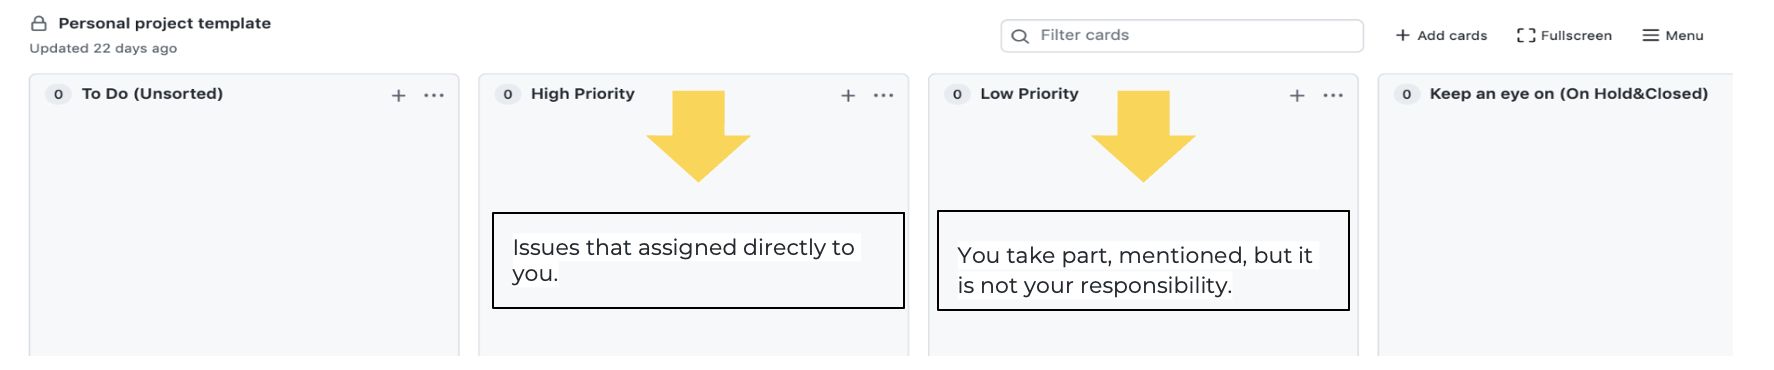 Personal project template
Updated 22 days ago
Filter cards
Add cards
Fullscreen
Menu
0 To Do (Unsorted)
0 High Priority
0 Low Priority
0 Keep an eye on (On Hold&Closed)
Issues that assigned directly to
you.
You take part, mentioned, but it
is not your responsibility.